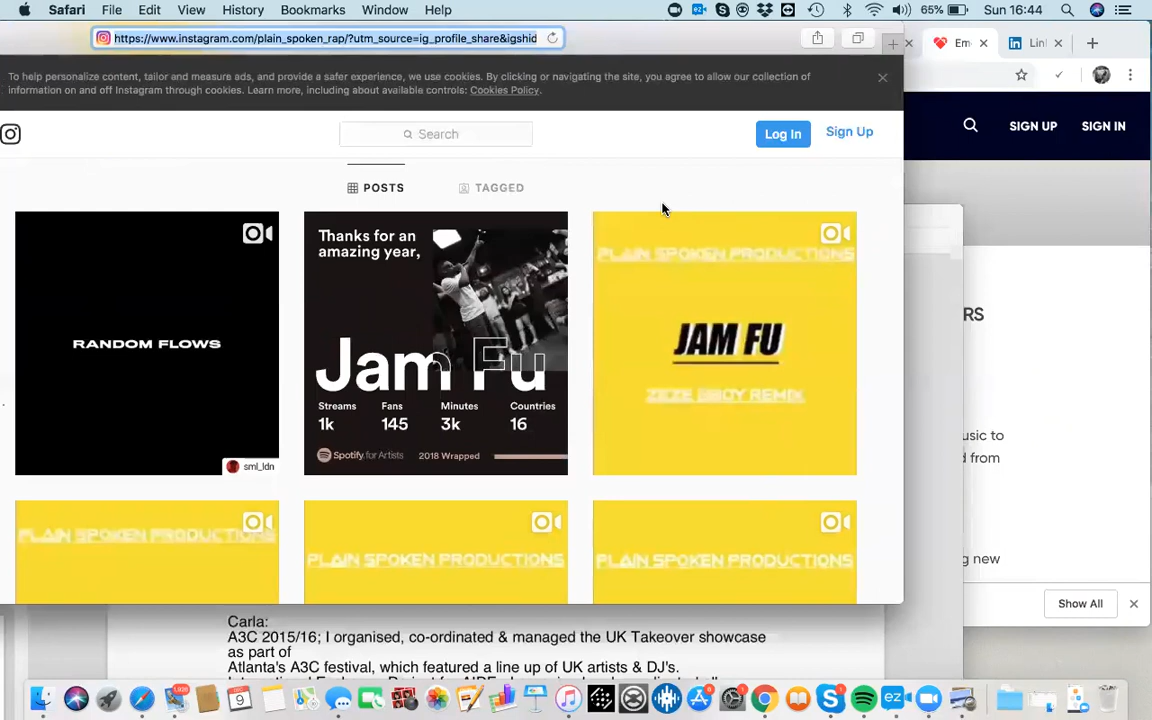 Safari File Edit View History Bookmarks Window Help 65% Sun 16:44
https://www.instagram.com/plain_spoken_rap/?utm_source=ig_profile_share&igshid
Em
Lin
To help personalize content, tailor and measure ads, and provide a safer experience, we use cookies. By clicking or navigating the site, you agree to allow our collection of
information on and off Instagram through cookies. Learn more, including about available controls: Cookies Policy.
Search
Log In
Sign Up
SIGN UP
SIGN IN
POSTS
TAGGED
RANDOM FLOWS
sml_ldn
Thanks for an
amazing year,
Jam Fu
Streams Fans Minutes Countries
1k 145 3k 16
Spotify for Artists 2018 Wrapped
PLAIN SPOKEN PRODUCTIONS
JAM FU
ZEZE BBOY REMIX
PLAIN SPOKEN PRODUCTIONS
PLAIN SPOKEN PRODUCTIONS
PLAIN SPOKEN PRODUCTIONS
RS
usic to
d from
ng new
Show All
Carla:
A3C 2015/16; I organised, co-ordinated & managed the UK Takeover showcase
as part of
Atlanta's A3C festival, which featured a line up of UK artists & DJ's.